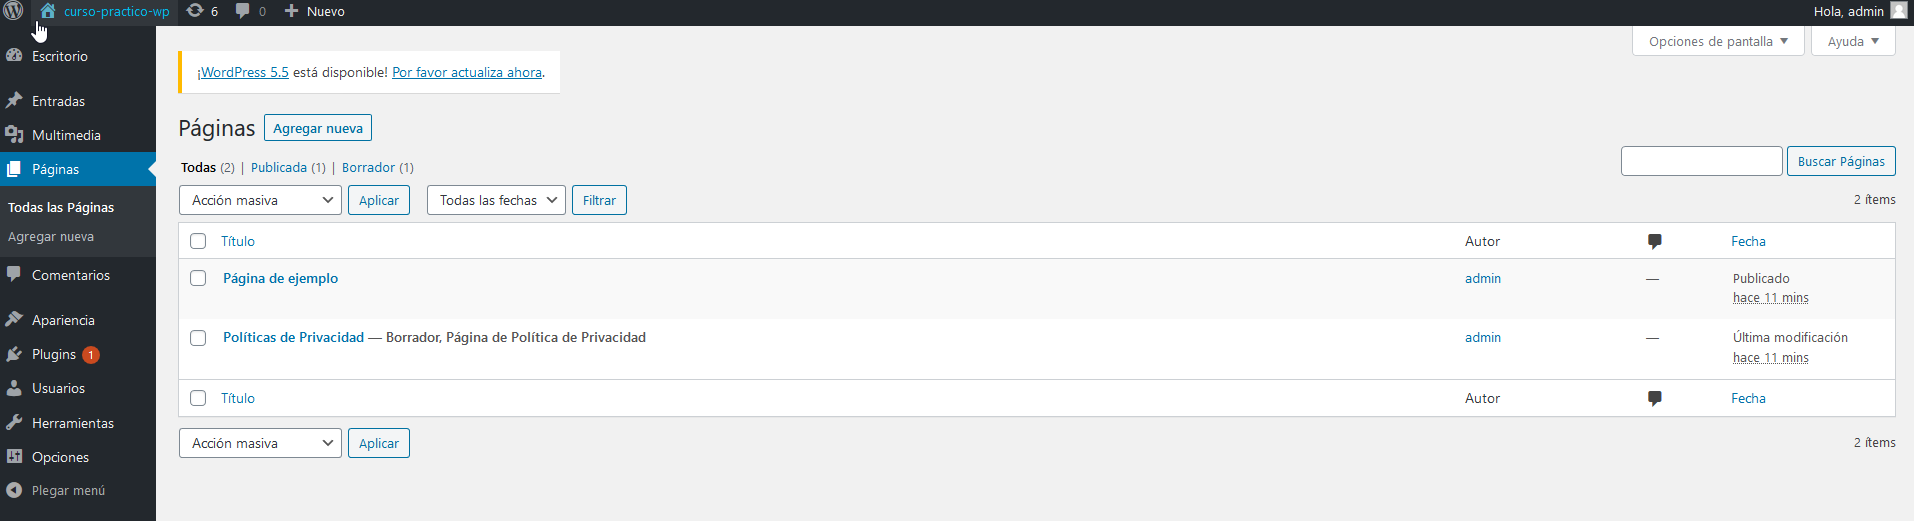 curso-practico-wp 6 0 Nuevo Hola, admin
Opciones de pantalla Ayuda
Escritorio
Entradas
Multimedia
Páginas
Todas las Páginas
Agregar nueva
Comentarios
Apariencia
Plugins 1
Usuarios
Herramientas
Opciones
Plegar menú
¡WordPress 5.5 está disponible! Por favor actualiza ahora.
Páginas Agregar nueva
Todas (2) | Publicada (1) | Borrador (1)
Buscar Páginas
Acción masiva Aplicar Todas las fechas Filtrar 2 ítems
Título Autor Fecha
Página de ejemplo admin — Publicado
hace 11 mins
Políticas de Privacidad — Borrador, Página de Política de Privacidad admin — Última modificación
hace 11 mins
Título Autor Fecha
Acción masiva Aplicar 2 ítems